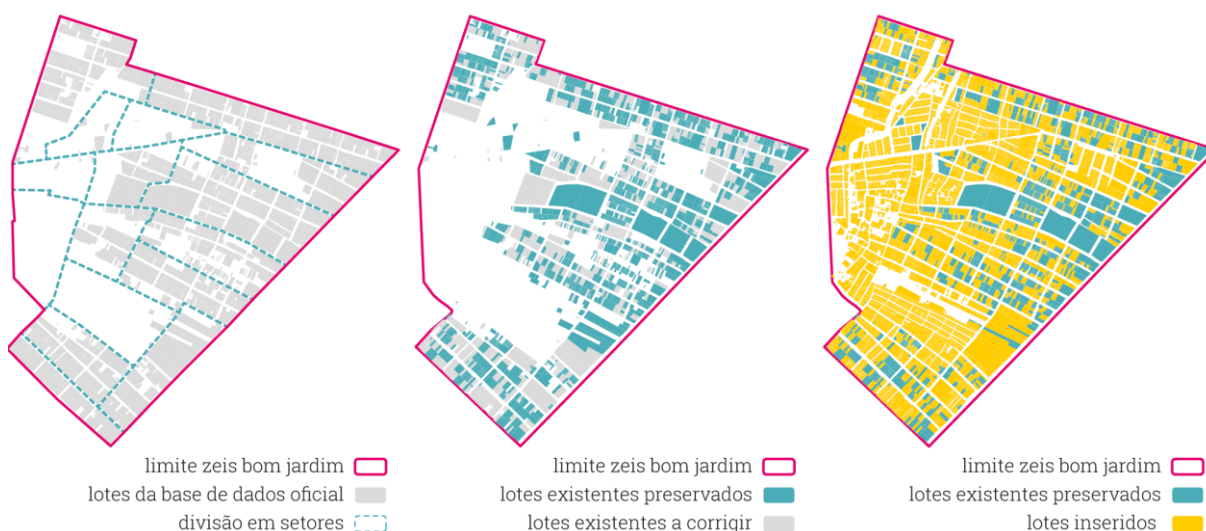 limite zeis bom jardim
lotes da base de dados oficial
divisão em setores
limite zeis bom jardim
lotes existentes preservados
lotes existentes a corrigir
limite zeis bom jardim
lotes existentes preservados
lotes inseridos